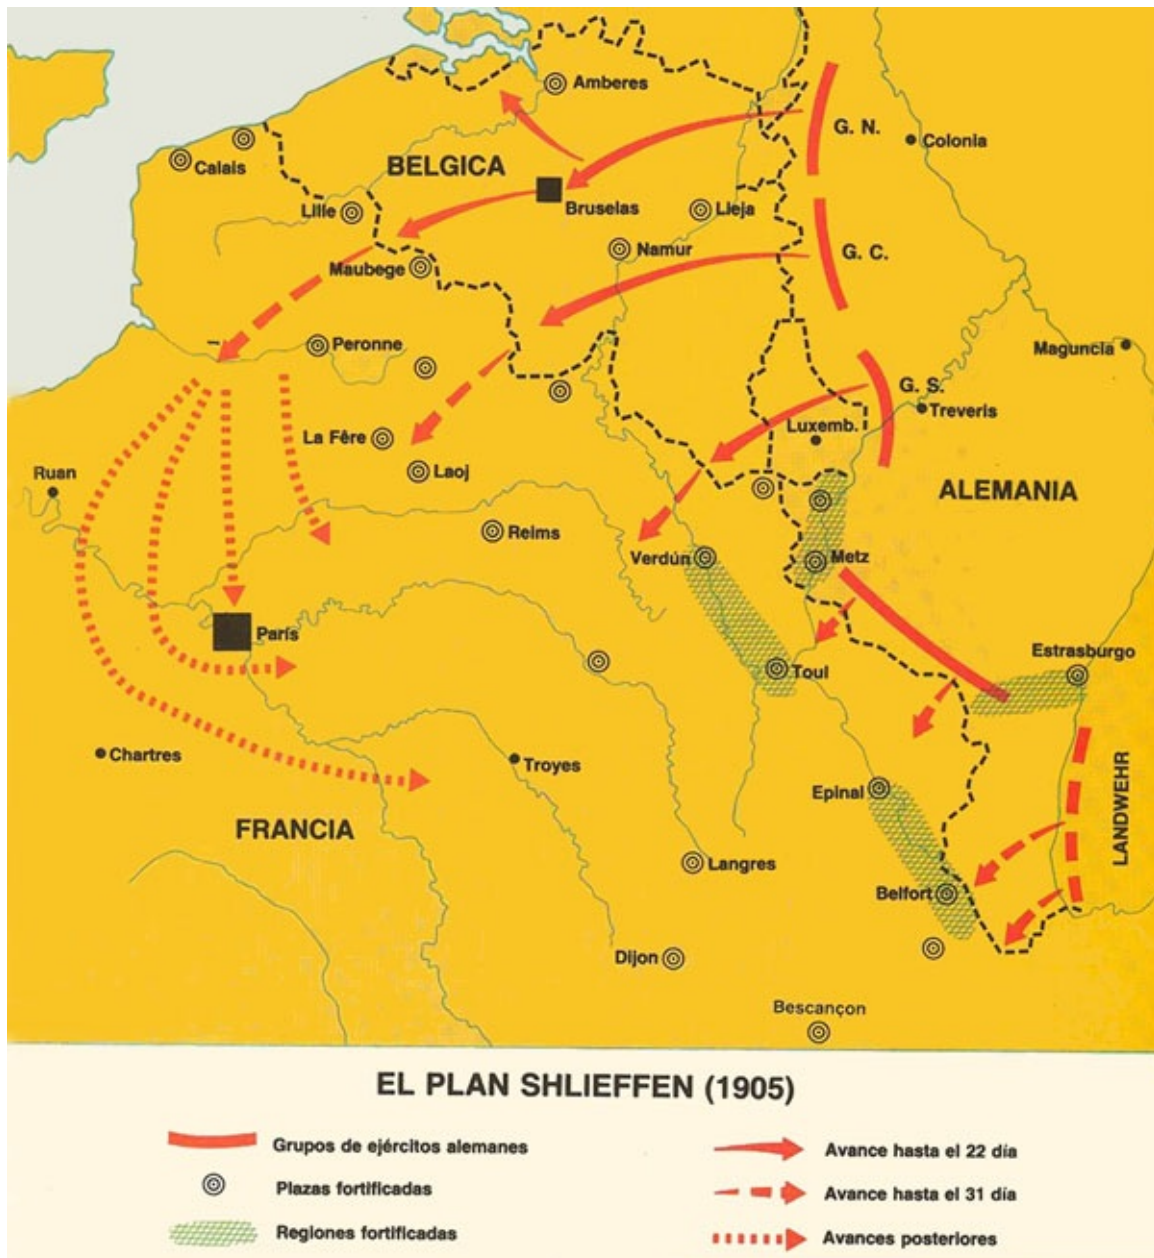 Amberes
G. N.
Colonia
Calais
BELGICA
Lille
Bruselas
Lieja
Namur
G. C.
Maubege
Peronne
Maguncia
G. S.
Treveris
Luxemb.
La Fêre
Laoj
Ruan
ALEMANIA
Reims
Verdún
Metz
París
Toul
Estrasburgo
Chartres
Troyes
Epinal
LANDWEHR
FRANCIA
Langres
Belfort
Dijon
Bescançon
EL PLAN SHLIEFFEN (1905)
Grupos de ejércitos alemanes
Plazas fortificadas
Regiones fortificadas
Avance hasta el 22 día
Avance hasta el 31 día
Avances posteriores